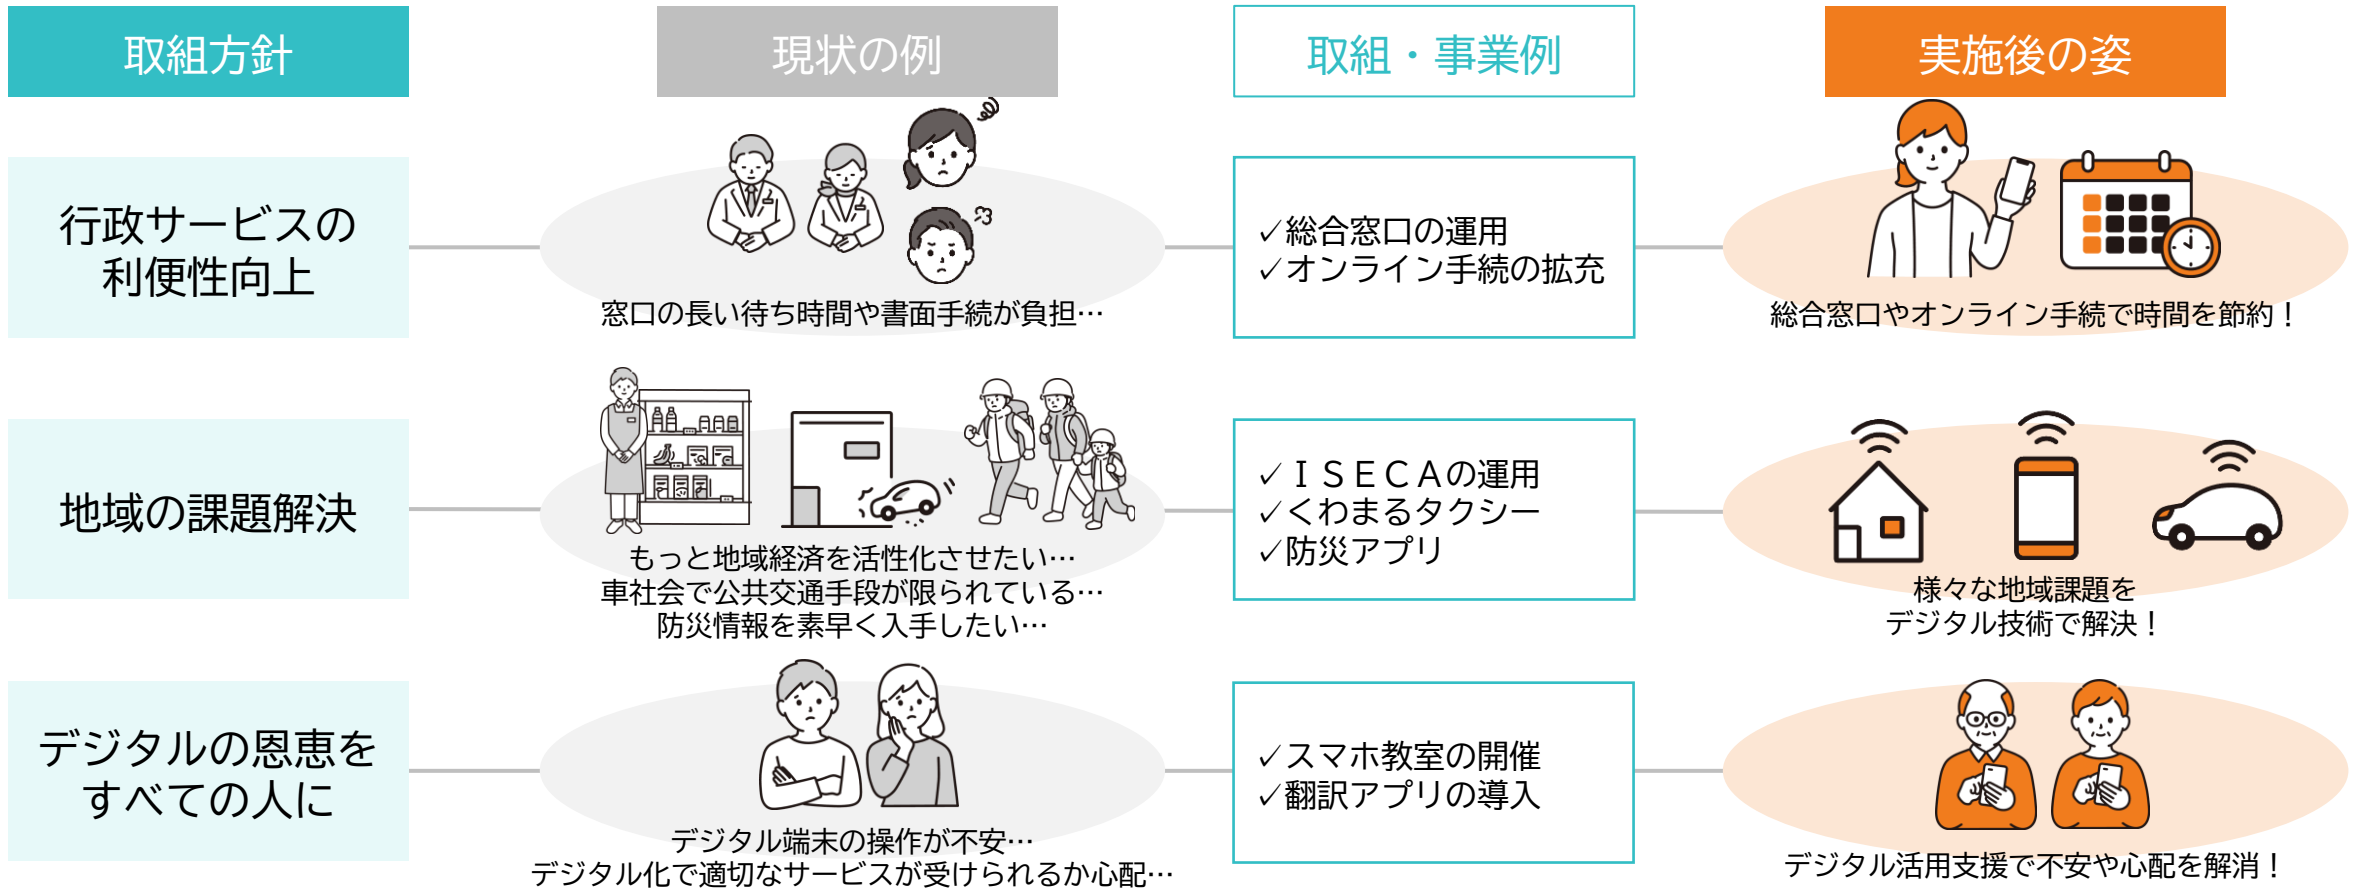 取組方針
現状の例
取組・事業例
実施後の姿
行政サービスの
利便性向上
窓口の長い待ち時間や書面手続が負担…
✓総合窓口の運用
✓オンライン手続の拡充
総合窓口やオンライン手続で時間を節約！
地域の課題解決
もっと地域経済を活性化させたい…
車社会で公共交通手段が限られている…
防災情報を素早く入手したい…
✓ＩＳＥＣＡの運用
✓くわまるタクシー
✓防災アプリ
様々な地域課題を
デジタル技術で解決！
デジタルの恩恵を
すべての人に
デジタル端末の操作が不安…
デジタル化で適切なサービスが受けられるか心配…
✓スマホ教室の開催
✓翻訳アプリの導入
デジタル活用支援で不安や心配を解消！